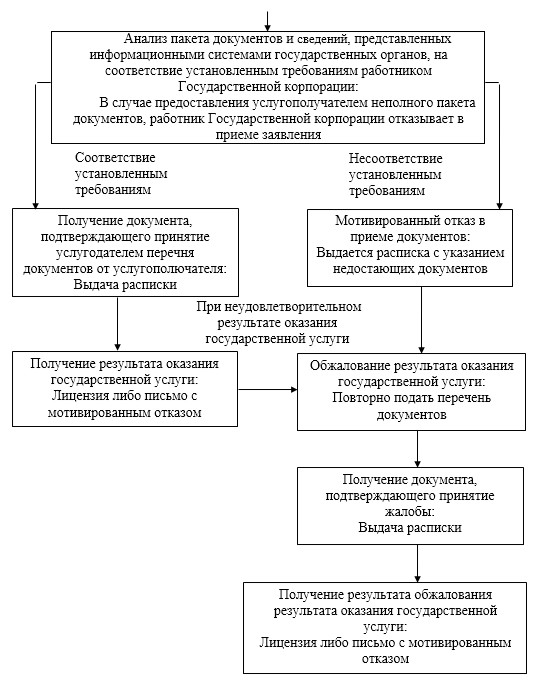 Анализ пакета документов и сведений, представленных
информационными системами государственных органов, на
соответствие установленным требованиям работником
Государственной корпорации:
В случае предоставления услугополучателем неполного пакета
документов, работник Государственной корпорации отказывает в
приеме заявления
Соответствие
установленным
требованиям
Несоответствие
установленным
требованиям
Получение документа,
подтверждающего принятие
услугодателем перечня
документов от услугополючателя:
Выдача расписки
Мотивированный отказ в
приеме документов:
Выдается расписка с указанием
недостающих документов
При неудовлетворительном
результате оказания
государственной услуги
Получение результата оказания
государственной услуги:
Лицензия либо письмо с
мотивированным отказом
Обжалование результата оказания
государственной услуги:
Повторно подать перечень
документов
Получение документа,
подтверждающего принятие
жалобы:
Выдача расписки
Получение результата обжалования
результата оказания государственной
услуги:
Лицензия либо письмо с мотивированным
отказом